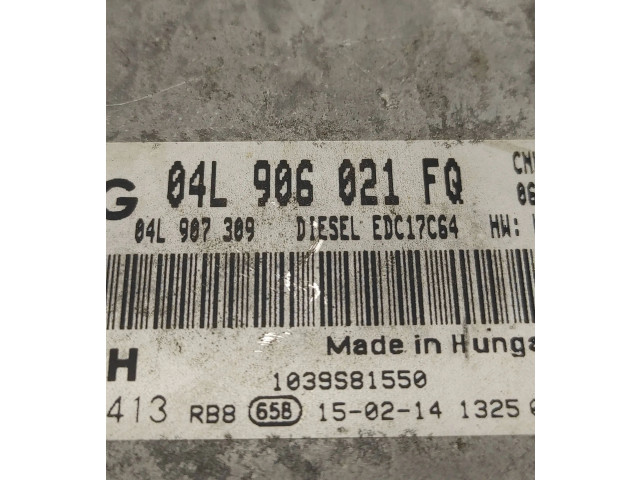 G 04L 906 021 FQ
04L 907 309 DIESEL EDC17C64 HW:
H Made in Hunga
1039S81550
413 RB8 65B 15-02-14 1325